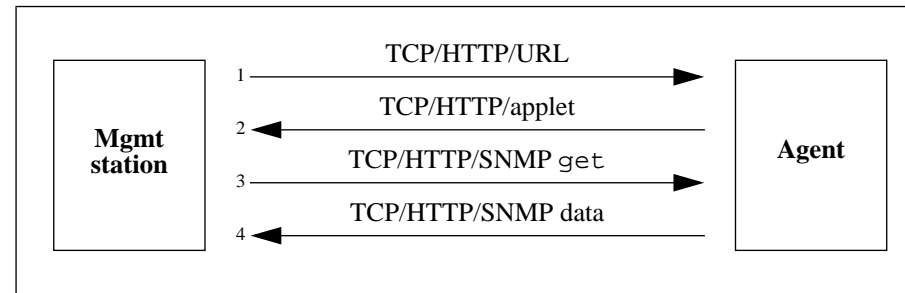 Mgmt
station
1 TCP/HTTP/URL
2 TCP/HTTP/applet
3 TCP/HTTP/SNMP get
4 TCP/HTTP/SNMP data
Agent